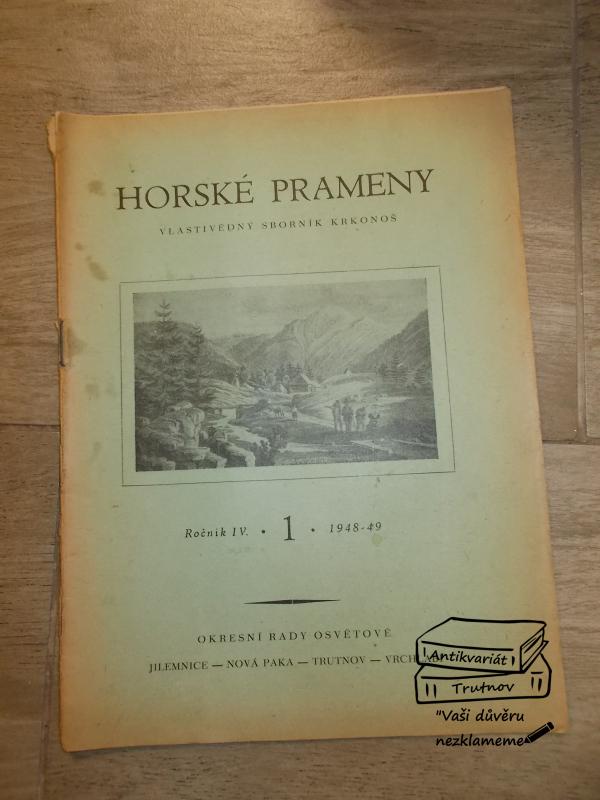 HORSKÉ PRAMENY
VLASTIVĚDNÝ SBORNÍK KRKONOŠ
Ročník IV. • 1 • 1948-49
OKRESNÍ RADY OSVĚTOVÉ
JILEMNICE — NOVÁ PAKA — TRUTNOV —
Antikvariát
Trutnov
"Vaši důvěru
nezklameme